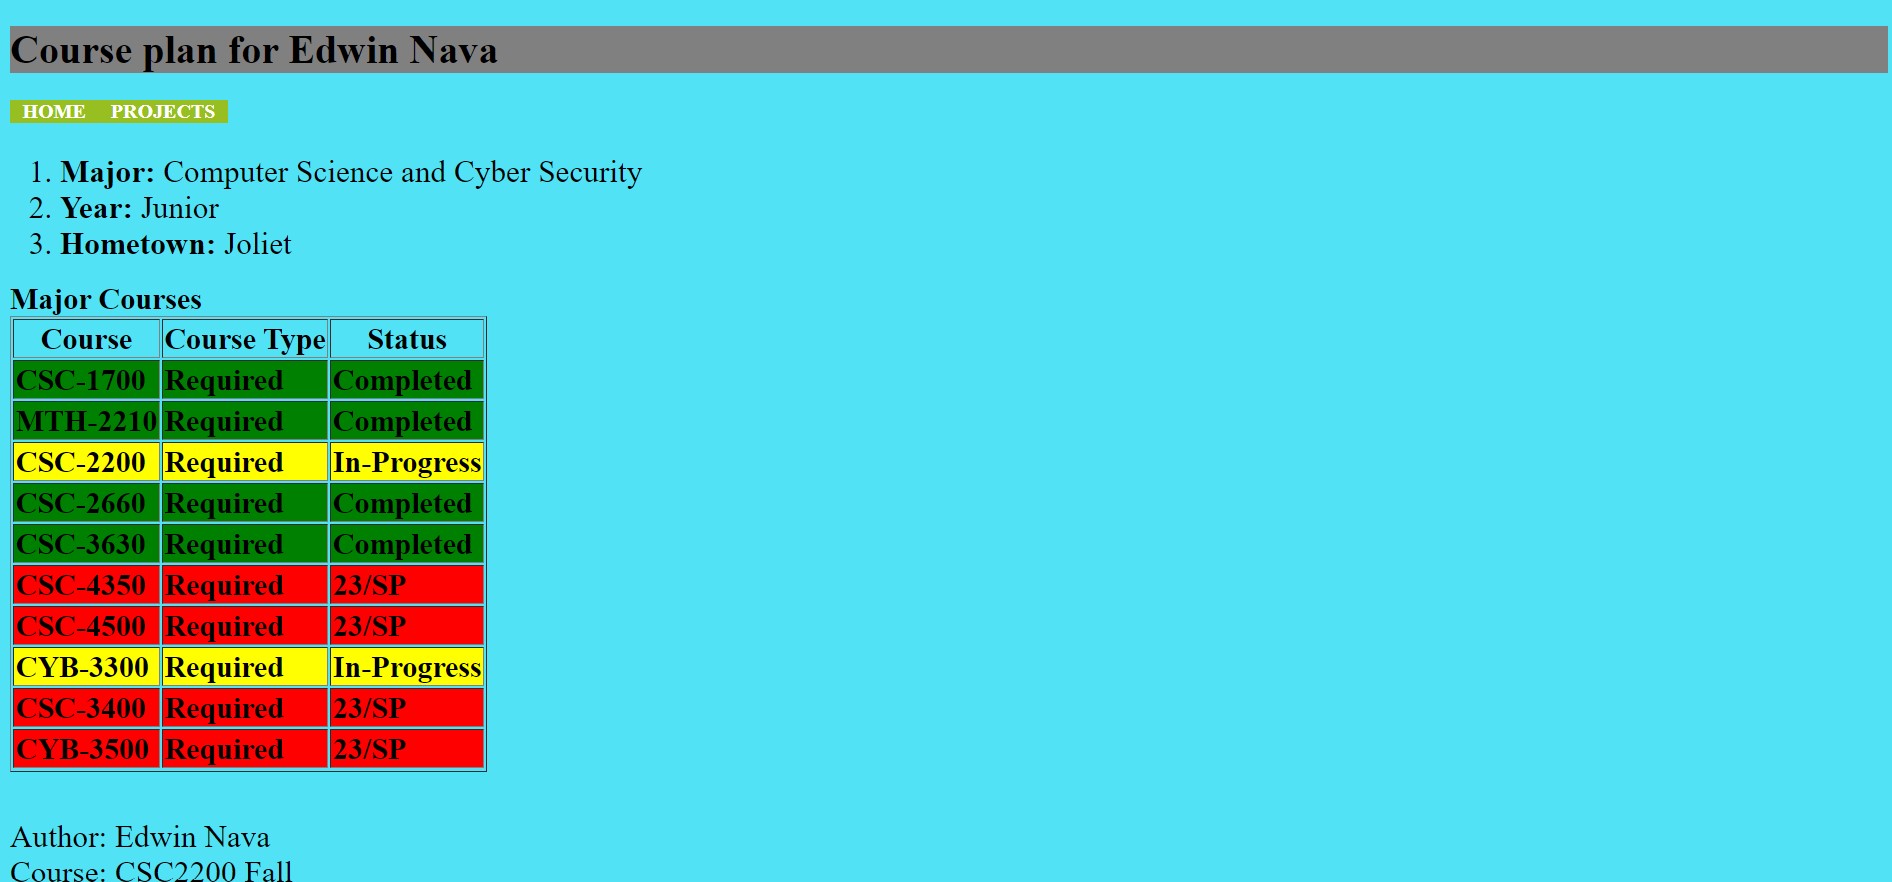 Course plan for Edwin Nava
HOME PROJECTS
1. Major: Computer Science and Cyber Security
2. Year: Junior
3. Hometown: Joliet
Major Courses
Course Course Type Status
CSC-1700 Required Completed
MTH-2210 Required Completed
CSC-2200 Required In-Progress
CSC-2660 Required Completed
CSC-3630 Required Completed
CSC-4350 Required 23/SP
CSC-4500 Required 23/SP
CYB-3300 Required In-Progress
CSC-3400 Required 23/SP
CYB-3500 Required 23/SP
Author: Edwin Nava
Course: CSC2200 Fall